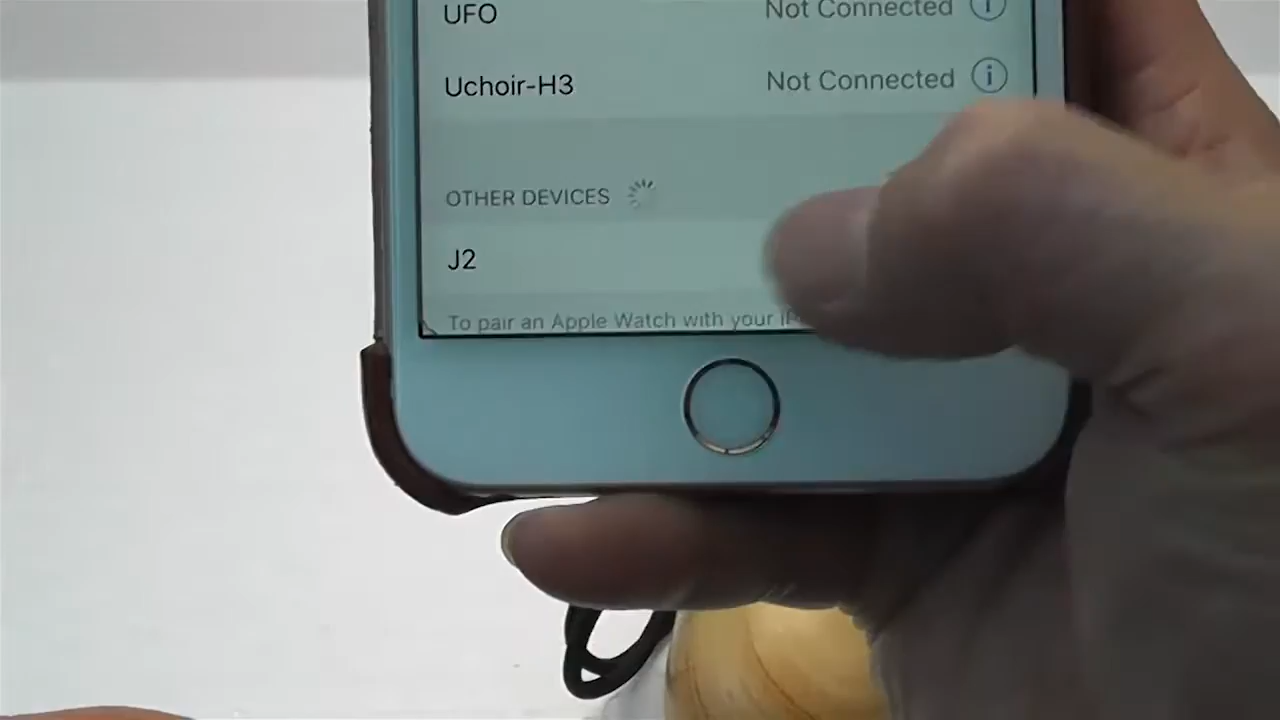 UFO Not Connected
Uchoir-H3 Not Connected
OTHER DEVICES
J2
To pair an Apple Watch with your